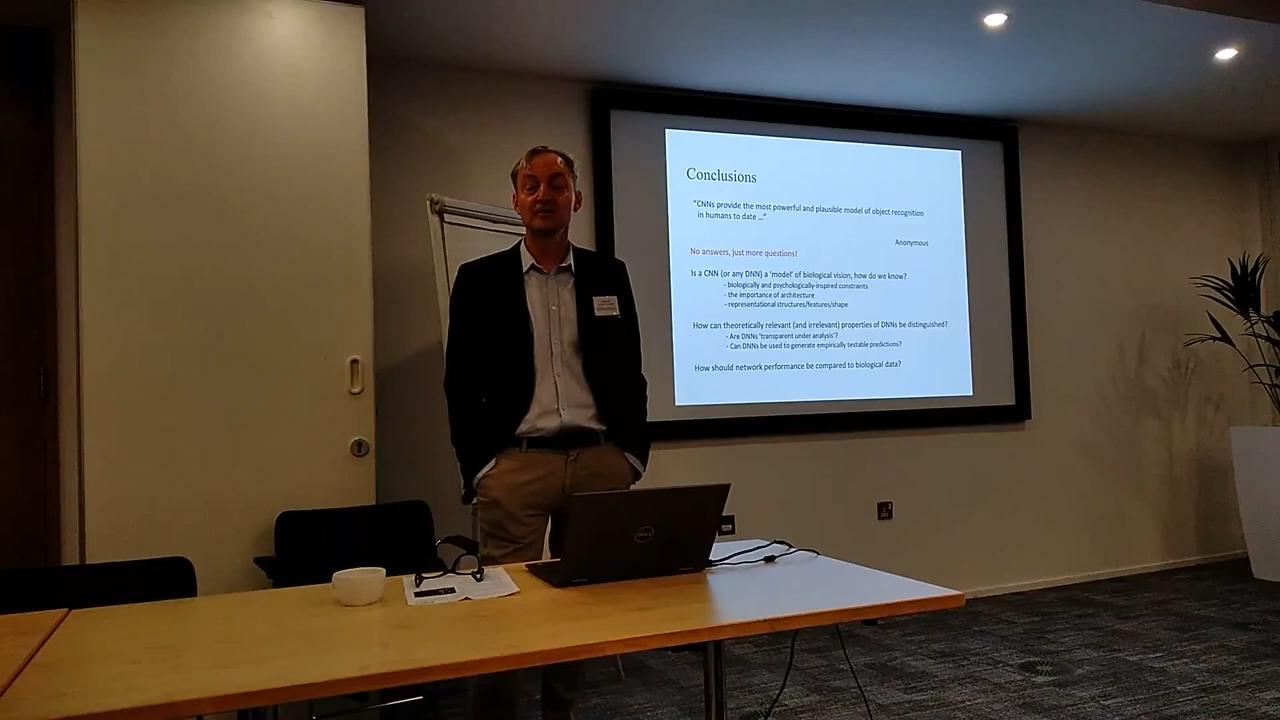 Conclusions
"CNNs provide the most powerful and plausible model of object recognition
in humans to date ..."
Anonymous
No answers, just more questions!
Is a CNN (or any DNN) a 'model' of biological vision, how do we know?
- biologically and psychologically-inspired constraints
- the importance of architecture
- representational structures/features/shape
How can theoretically relevant (and irrelevant) properties of DNNs be distinguished?
- Are DNNs 'transparent under analysis'?
- Can DNNs be used to generate empirically testable predictions?
How should network performance be compared to biological data?
DELL